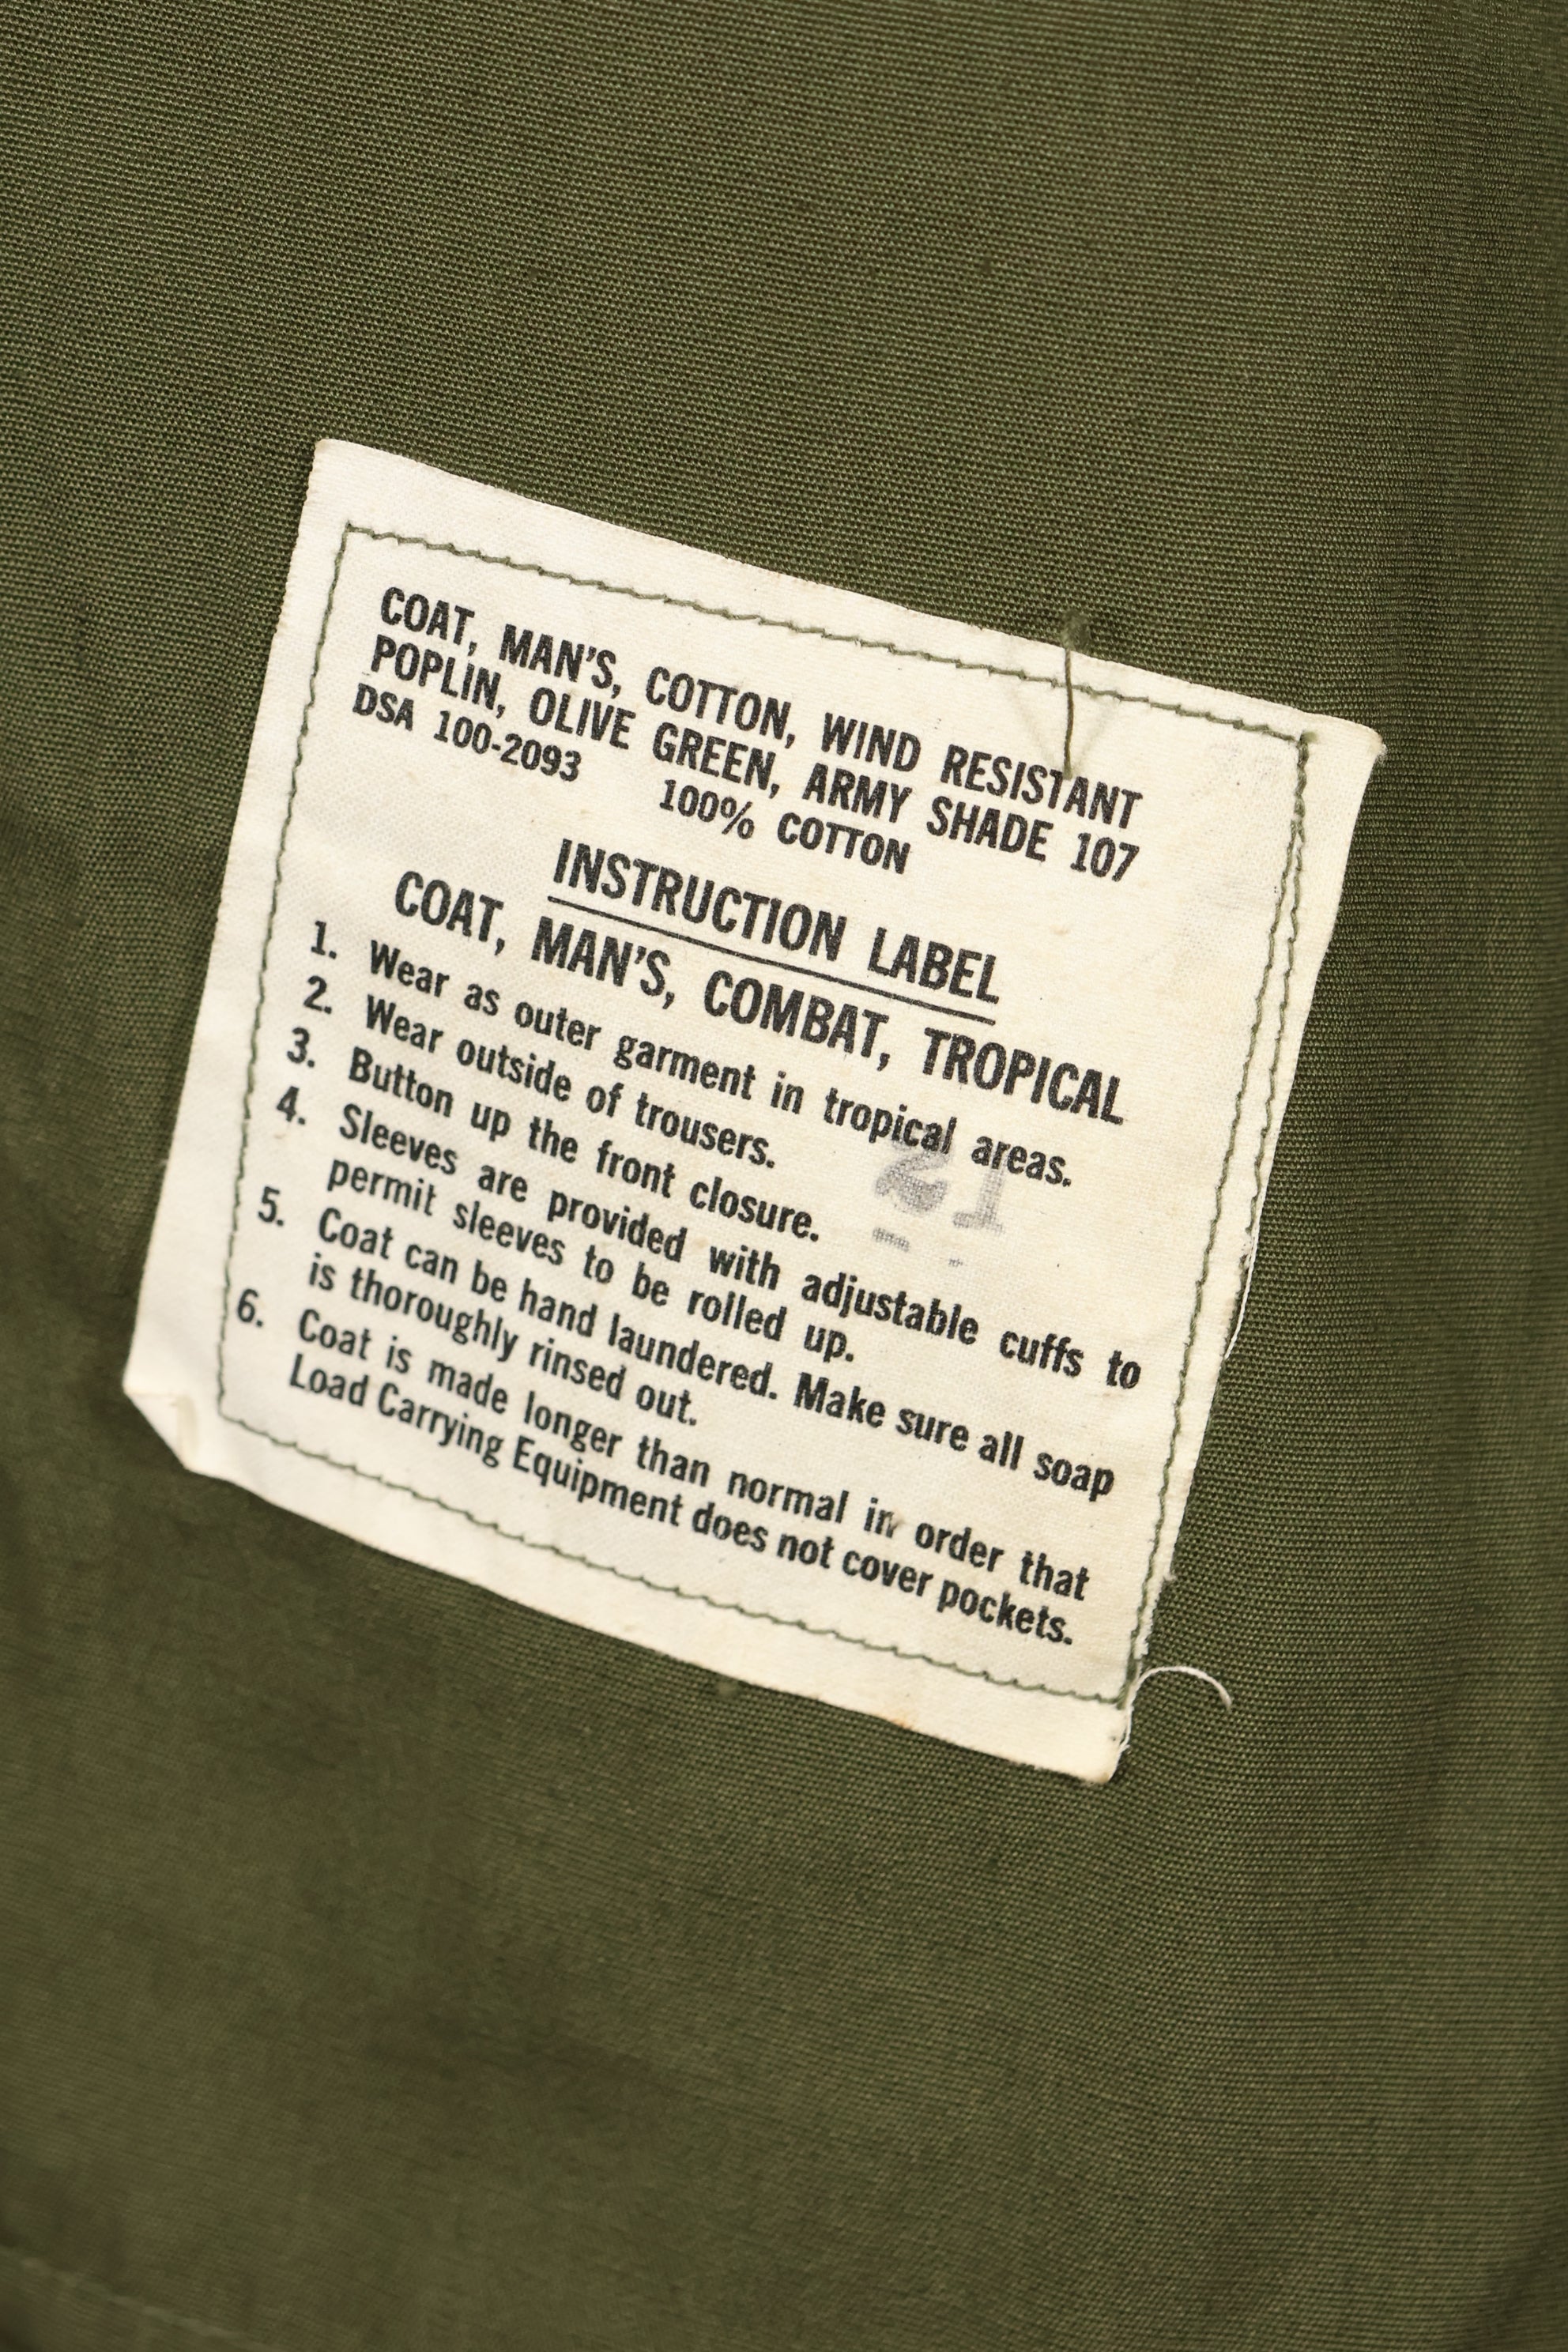 COAT, MAN'S, COTTON, WIND RESISTANT
POPLIN, OLIVE GREEN, ARMY SHADE 107
DSA 100-2093 100% COTTON
INSTRUCTION LABEL
COAT, MAN'S, COMBAT, TROPICAL
1. Wear as outer garment in tropical areas.
2. Wear outside of trousers.
3. Button up the front closure.
21
4. Sleeves are provided with adjustable cuffs to
permit sleeves to be rolled up.
5. Coat can be hand laundered. Make sure all soap
is thoroughly rinsed out.
6. Coat is made longer than normal in order that
Load Carrying Equipment does not cover pockets.